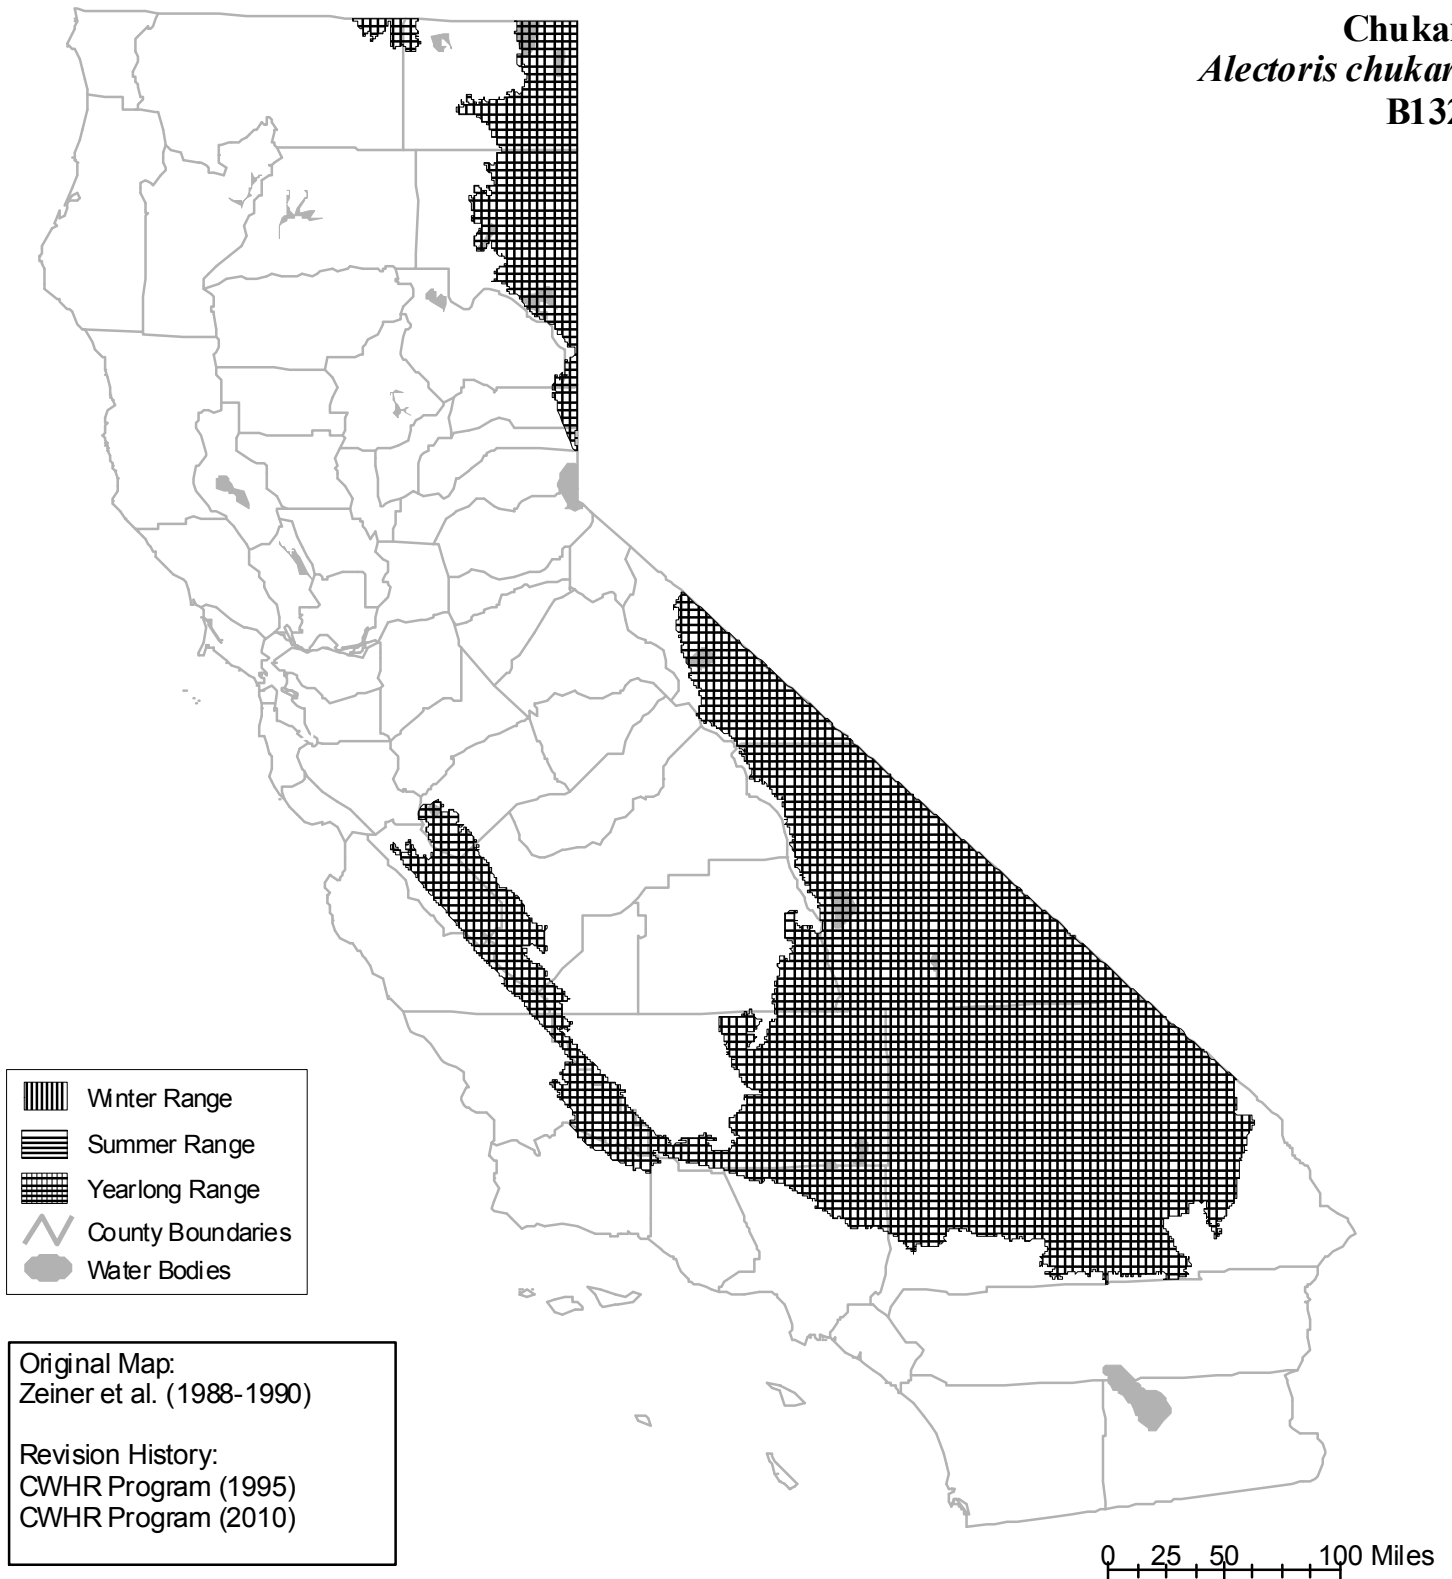 Chukar
Alectoris chukar
B132
Winter Range
Summer Range
Yearlong Range
County Boundaries
Water Bodies
Original Map:
Zeiner et al. (1988-1990)
Revision History:
CWHR Program (1995)
CWHR Program (2010)
0 25 50 100 Miles